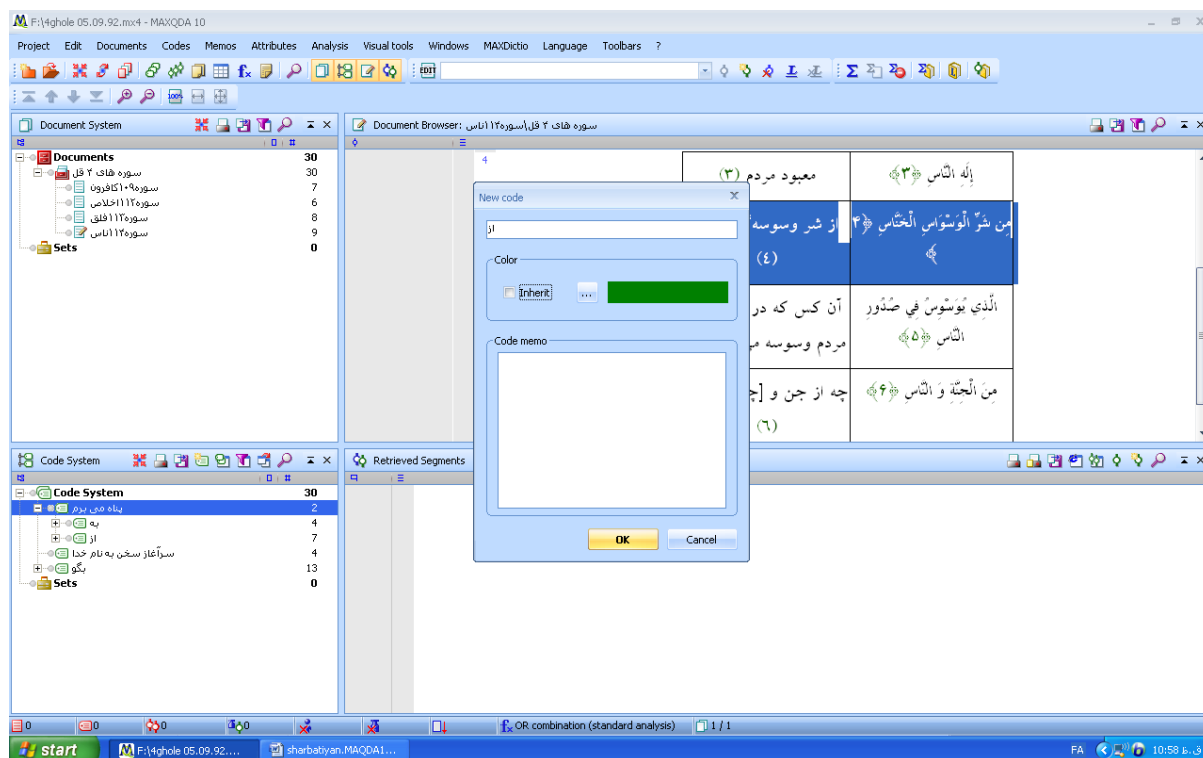 F:\4ghole 05.09.92.mx4 - MAXQDA 10
Project Edit Documents Codes Memos Attributes Analysis Visual tools Windows MAXDictio Language Toolbars ?
EDIT
100%
Document System
Documents 30
سوره های ۴ قل 30
سوره۱۰۹کافرون 7
سوره۱۱۲اخلاص 6
سوره۱۱۳فلق 8
سوره۱۱۴ناس 9
Sets 0
Document Browser: سوره های ۴ قل\سوره۱۱۴ناس
4
إِلَهِ النَّاسِ ﴿۳﴾
معبود مردم (۳)
مِن شَرِّ الْوَسْوَاسِ الْخَنَّاسِ ﴿۴﴾
از شر وسوسه
(٤)
الَّذِي يُوَسْوِسُ فِي صُدُورِ النَّاسِ ﴿۵﴾
آن کس که در
مردم وسوسه
مِنَ الْجِنَّةِ وَ النَّاسِ ﴿۶﴾
چه از جن و [چ
(٦)
New code
از
Color
Inherit
...
Code memo
OK Cancel
Code System
Code System 30
پناه می برم 2
به 4
از 7
سرآغاز سخن به نام خدا 4
بگو 13
Sets 0
Retrieved Segments
0 0 0 0 OR combination (standard analysis) 1 / 1
start F:\4ghole 05.09.92.... sharbatiyan.MAQDA1... FA 10:58 ق.ظ